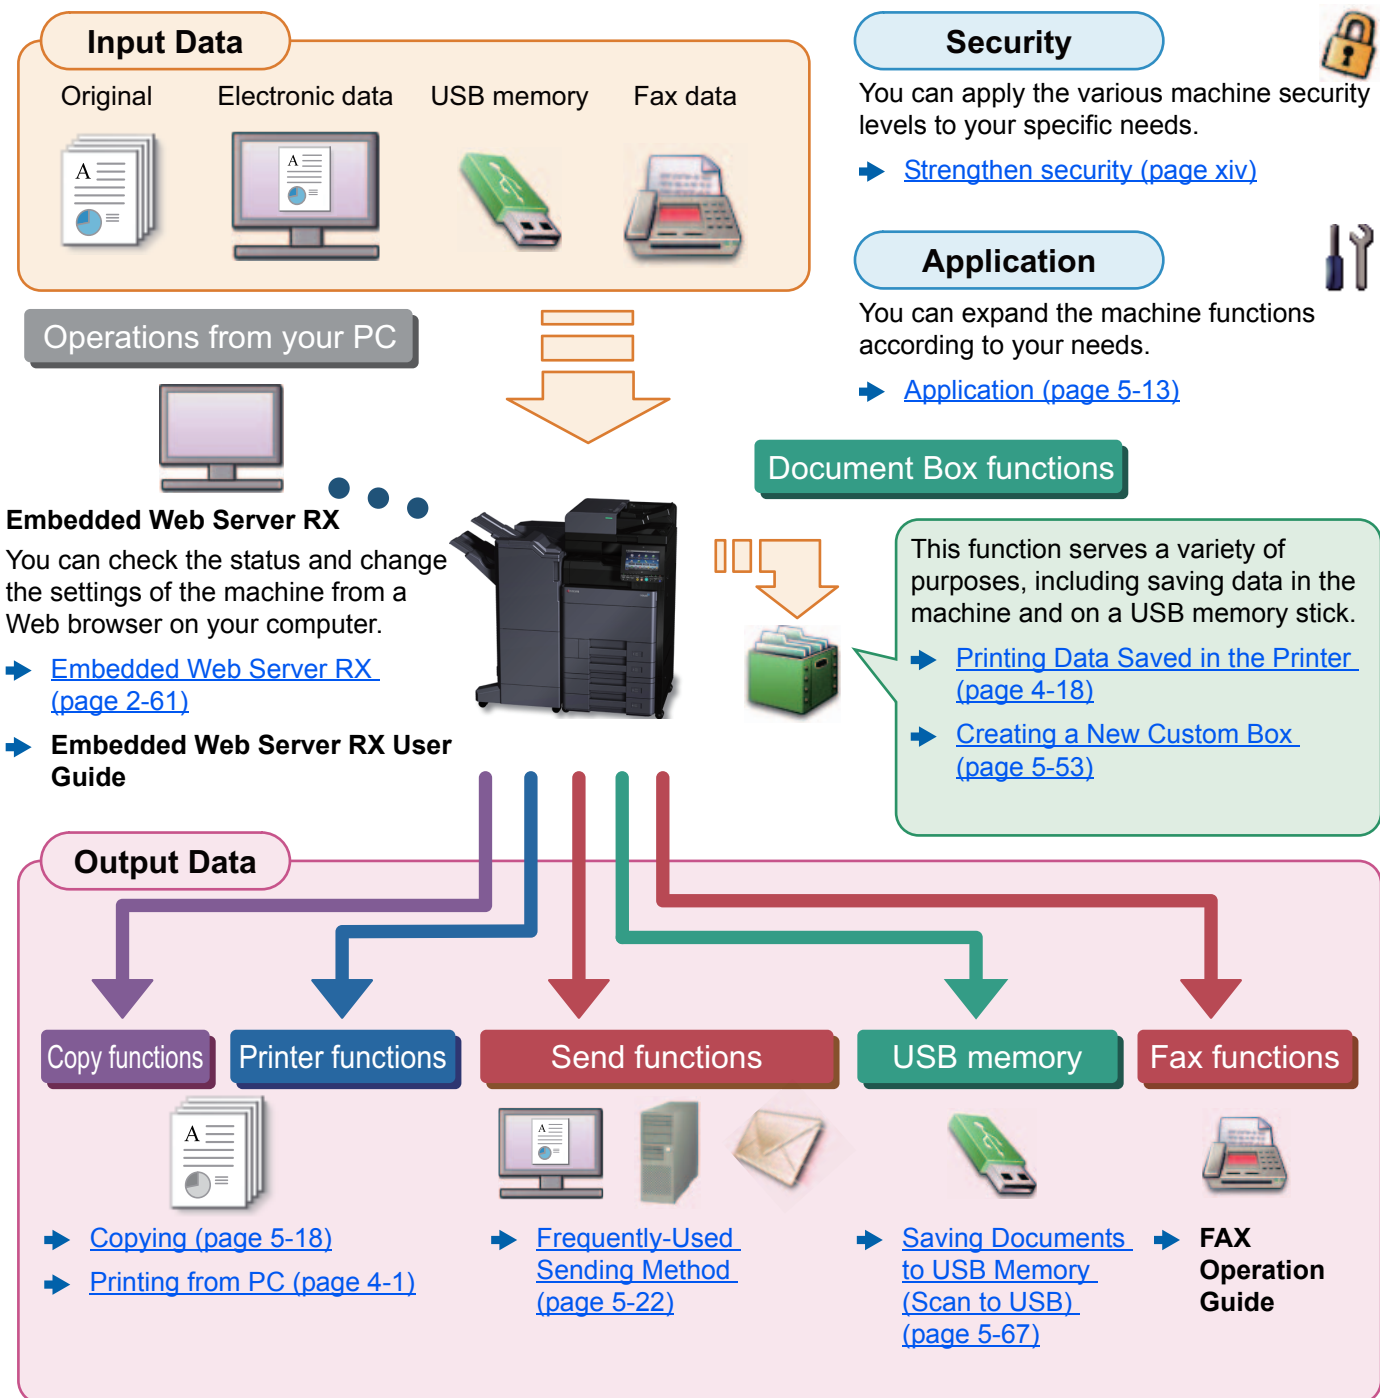 Input Data
Original
Electronic data
USB memory
Fax data
Security
You can apply the various machine security
levels to your specific needs.
Strengthen security (page xiv)
Application
You can expand the machine functions
according to your needs.
Application (page 5-13)
Operations from your PC
Embedded Web Server RX
You can check the status and change
the settings of the machine from a
Web browser on your computer.
Embedded Web Server RX
(page 2-61)
Embedded Web Server RX User
Guide
Document Box functions
This function serves a variety of
purposes, including saving data in the
machine and on a USB memory stick.
Printing Data Saved in the Printer
(page 4-18)
Creating a New Custom Box
(page 5-53)
Output Data
Copy functions
Printer functions
Send functions
USB memory
Fax functions
Copying (page 5-18)
Printing from PC (page 4-1)
Frequently-Used
Sending Method
(page 5-22)
Saving Documents
to USB Memory
(Scan to USB)
(page 5-67)
FAX
Operation
Guide